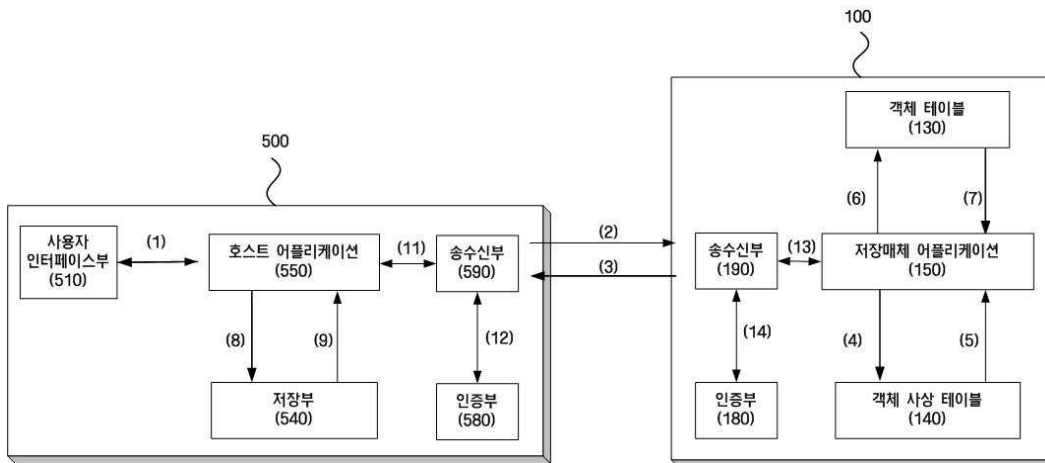 100
객체 테이블
(130)
500
(6)
(7)
사용자
인터페이스부
(510)
(1)
호스트 어플리케이션
(550)
(11)
송수신부
(590)
(2)
(3)
송수신부
(190)
(13)
저장매체 어플리케이션
(150)
(8)
(9)
(12)
(14)
(4)
(5)
저장부
(540)
인증부
(580)
인증부
(180)
객체 사상 테이블
(140)